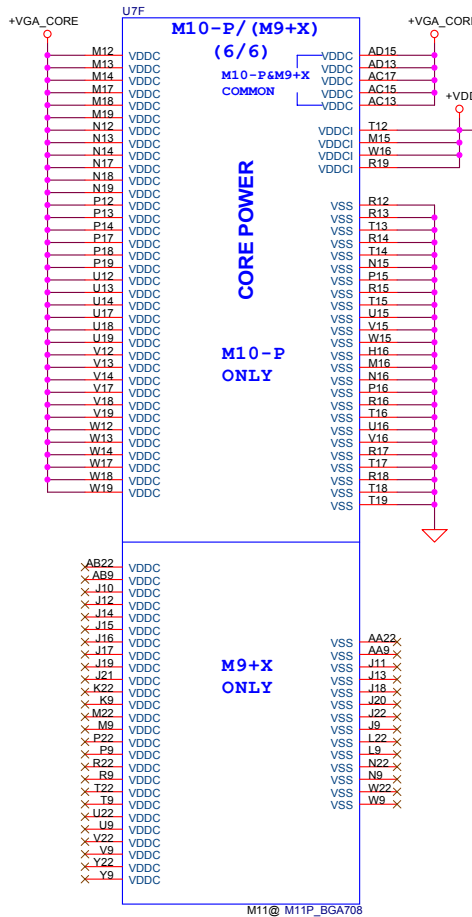 U7F
+VGA_CORE
M10-P/(M9+X)
(6/6)
+VGA_CORE
M12 VDDC
M13 VDDC
M14 VDDC
M17 VDDC
M18 VDDC
M19 VDDC
N12 VDDC
N13 VDDC
N14 VDDC
N17 VDDC
N18 VDDC
N19 VDDC
P12 VDDC
P13 VDDC
P14 VDDC
P17 VDDC
P18 VDDC
P19 VDDC
U12 VDDC
U13 VDDC
U14 VDDC
U17 VDDC
U18 VDDC
U19 VDDC
V12 VDDC
V13 VDDC
V14 VDDC
V17 VDDC
V18 VDDC
V19 VDDC
W12 VDDC
W13 VDDC
W14 VDDC
W17 VDDC
W18 VDDC
W19 VDDC
M10-P&M9+X
COMMON
CORE POWER
M10-P
ONLY
VDDC AD15
VDDC AD13
VDDC AC17
VDDC AC15
VDDC AC13
+VDD
VDDCI T12
VDDCI M15
VDDCI W16
VDDCI R19
VSS R12
VSS R13
VSS T13
VSS R14
VSS T14
VSS N15
VSS P15
VSS R15
VSS T15
VSS U15
VSS V15
VSS W15
VSS H16
VSS M16
VSS N16
VSS P16
VSS R16
VSS T16
VSS U16
VSS V16
VSS R17
VSS T17
VSS R18
VSS T18
VSS T19
AB22 VDDC
AB9 VDDC
J10 VDDC
J12 VDDC
J14 VDDC
J15 VDDC
J16 VDDC
J17 VDDC
J19 VDDC
J21 VDDC
K22 VDDC
K9 VDDC
M22 VDDC
M9 VDDC
P22 VDDC
P9 VDDC
R22 VDDC
R9 VDDC
T22 VDDC
T9 VDDC
U22 VDDC
U9 VDDC
V22 VDDC
V9 VDDC
Y22 VDDC
Y9 VDDC
M9+X
ONLY
VSS AA22
VSS AA9
VSS J11
VSS J13
VSS J18
VSS J20
VSS J22
VSS J9
VSS L22
VSS L9
VSS N22
VSS N9
VSS W22
VSS W9
M11@ M11P_BGA708